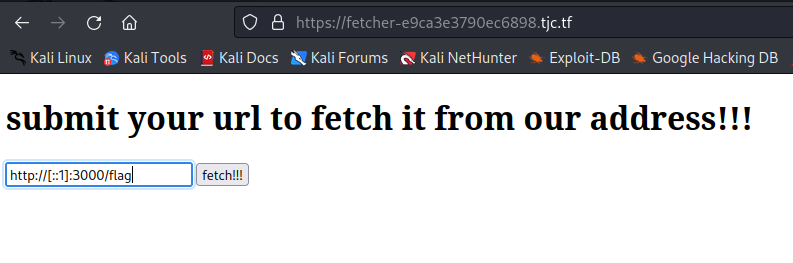 https://fetcher-e9ca3e3790ec6898.tjc.tf
Kali Linux Kali Tools Kali Docs Kali Forums Kali NetHunter Exploit-DB Google Hacking DB
submit your url to fetch it from our address!!!
http://[::1]:3000/flag fetch!!!